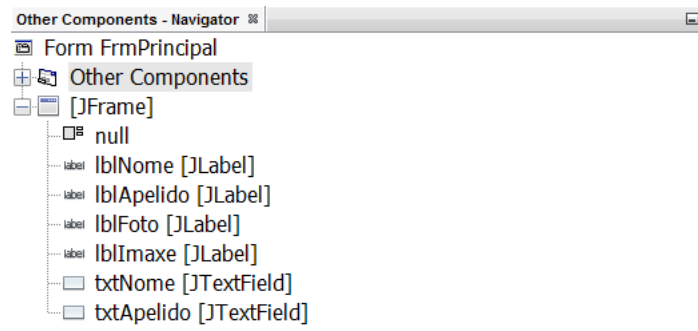 Other Components - Navigator
Form FrmPrincipal
Other Components
[JFrame]
null
label lblNome [JLabel]
label lblApelido [JLabel]
label lblFoto [JLabel]
label lblImaxe [JLabel]
txtNome [JTextField]
txtApelido [JTextField]